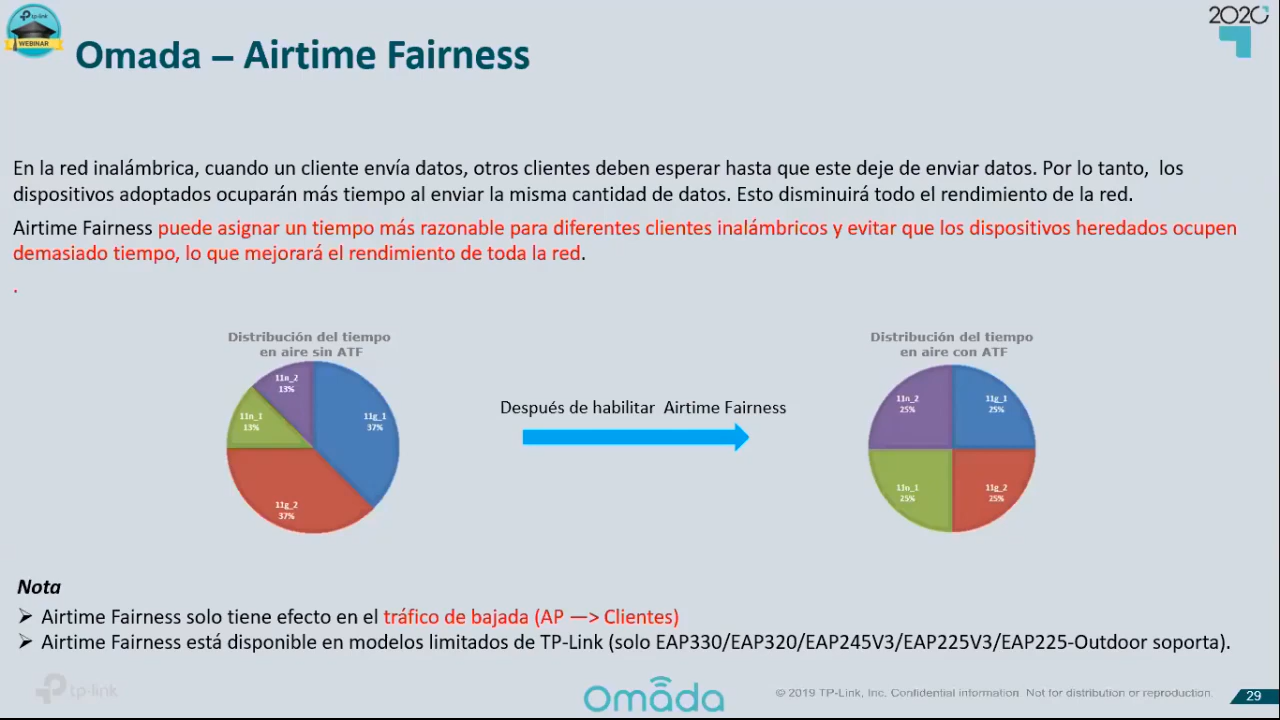 tp-link
WEBINAR
2020
Omada – Airtime Fairness
En la red inalámbrica, cuando un cliente envía datos, otros clientes deben esperar hasta que este deje de enviar datos. Por lo tanto,  los
dispositivos adoptados ocuparán más tiempo al enviar la misma cantidad de datos. Esto disminuirá todo el rendimiento de la red.
Airtime Fairness puede asignar un tiempo más razonable para diferentes clientes inalámbricos y evitar que los dispositivos heredados ocupen
demasiado tiempo, lo que mejorará el rendimiento de toda la red.
.
Distribución del tiempo
en aire sin ATF
11n_2
13%
11n_1
13%
11g_1
37%
11g_2
37%
Después de habilitar  Airtime Fairness
Distribución del tiempo
en aire con ATF
11n_2
25%
11g_1
25%
11n_1
25%
11g_2
25%
Nota
➢ Airtime Fairness solo tiene efecto en el tráfico de bajada (AP —> Clientes)
➢ Airtime Fairness está disponible en modelos limitados de TP-Link (solo EAP330/EAP320/EAP245V3/EAP225V3/EAP225-Outdoor soporta).
tp-link
omada
© 2019 TP-Link, Inc. Confidential information. Not for distribution or reproduction.
29